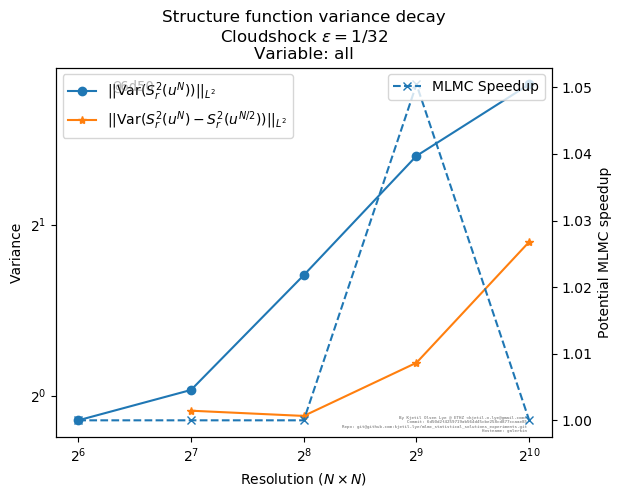 Structure function variance decay
Cloudshock ε = 1/32
Variable: all
||Var(S_r^2(u^N))||_{L^2}
||Var(S_r^2(u^N) − S_r^2(u^{N/2}))||_{L^2}
MLMC Speedup
2^1
2^0
Variance
1.05
1.04
1.03
1.02
1.01
1.00
Potential MLMC speedup
2^6
2^7
2^8
2^9
2^10
Resolution (N × N)